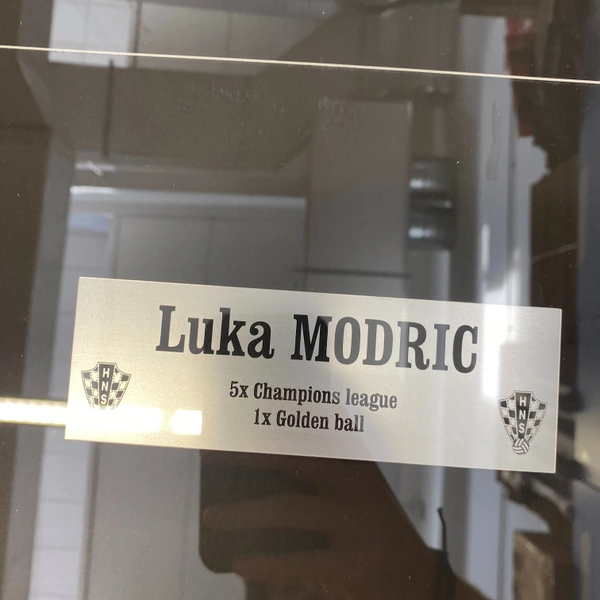 Luka MODRIC
5x Champions league
1x Golden ball
HNS
HNS